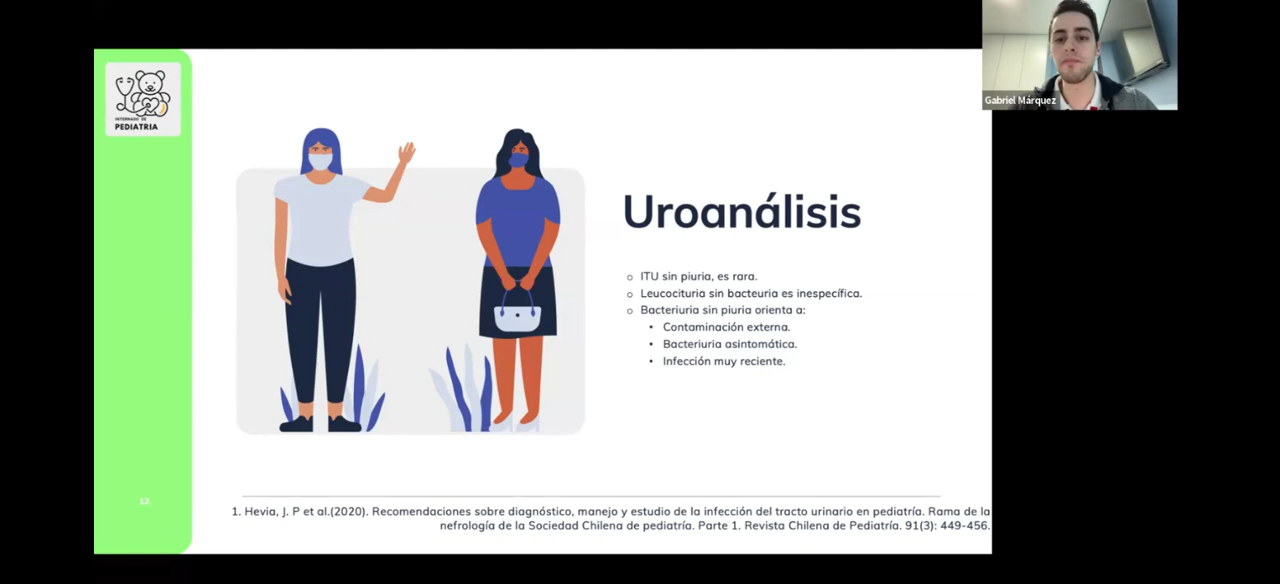 INTERNADO DE
PEDIATRIA
Gabriel Márquez
Uroanálisis
o ITU sin piuria, es rara.
o Leucocituria sin bacteuria es inespecífica.
o Bacteriuria sin piuria orienta a:
• Contaminación externa.
• Bacteriuria asintomática.
• Infección muy reciente.
12
1. Hevia, J. P et al.(2020). Recomendaciones sobre diagnóstico, manejo y estudio de la infección del tracto urinario en pediatría. Rama de la
nefrología de la Sociedad Chilena de pediatría. Parte 1. Revista Chilena de Pediatría. 91(3): 449-456.